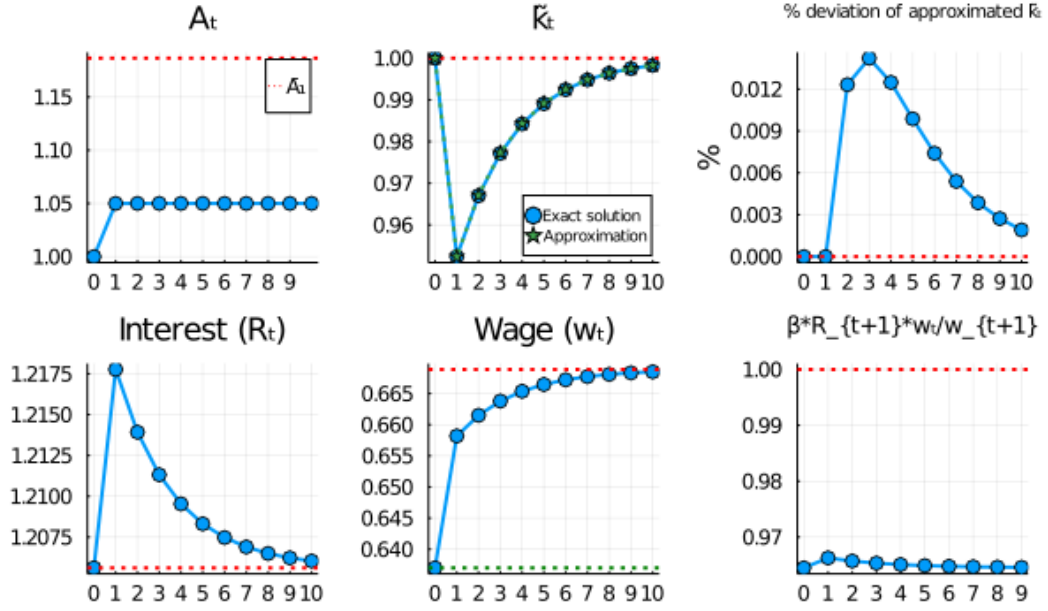 Aₜ
k̃ₜ
% deviation of approximated k̃ₜ
1.15
1.10
1.05
1.00
Ā₁
0 1 2 3 4 5 6 7 8 9
1.00
0.99
0.98
0.97
0.96
Exact solution
Approximation
0 1 2 3 4 5 6 7 8 9 10
%
0.012
0.009
0.006
0.003
0.000
0 1 2 3 4 5 6 7 8 9 10
Interest (Rₜ)
Wage (wₜ)
β*R_{t+1}*wₜ/w_{t+1}
1.2175
1.2150
1.2125
1.2100
1.2075
0 1 2 3 4 5 6 7 8 9 10
0.665
0.660
0.655
0.650
0.645
0.640
0 1 2 3 4 5 6 7 8 9 10
1.00
0.99
0.98
0.97
0 1 2 3 4 5 6 7 8 9